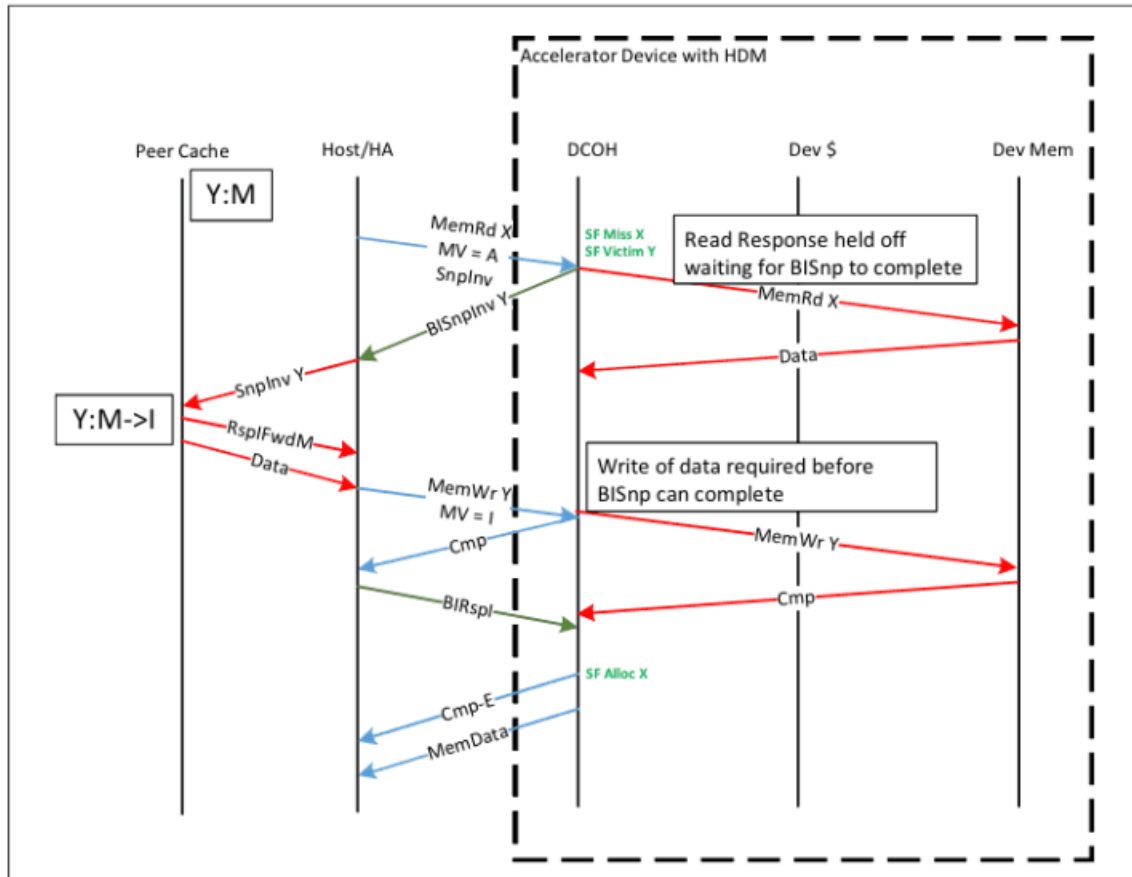 Accelerator Device with HDM
Peer Cache
Host/HA
DCOH
Dev $
Dev Mem
Y:M
MemRd X
MV = A
SnpInv
SF Miss X
SF Victim Y
Read Response held off
waiting for BISnp to complete
BISnpInv Y
MemRd X
Data
SnpInv Y
Y:M->I
RspIFwdM
Data
MemWr Y
MV = I
Write of data required before
BISnp can complete
Cmp
MemWr Y
BIRspI
Cmp
SF Alloc X
Cmp-E
MemData